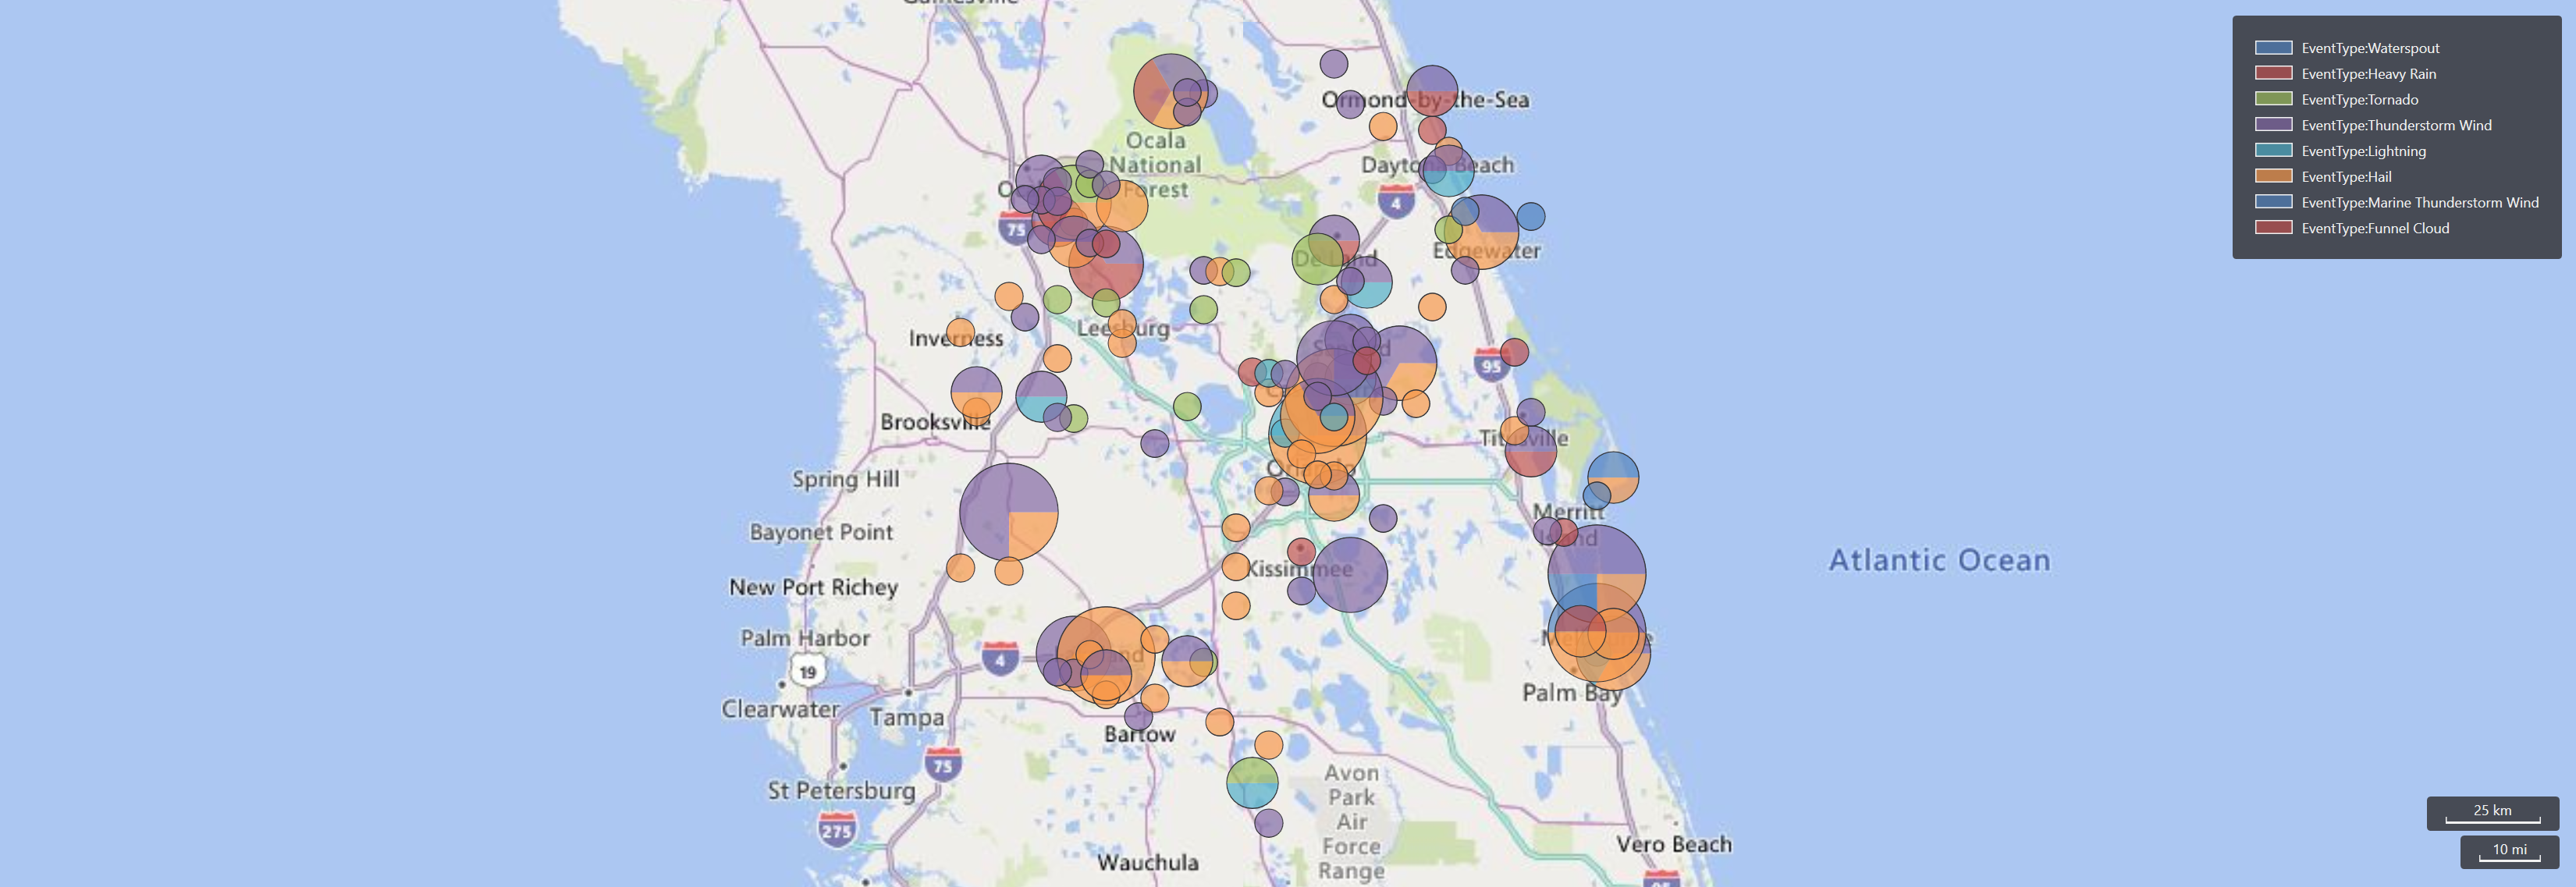 Ormond-by-the-Sea
Ocala
National
Forest
Daytona Beach
4
75
Edgewater
Inverness
Leesburg
95
Brooksville
Titusville
Spring Hill
Merritt
Island
Bayonet Point
Kissimmee
New Port Richey
Palm Harbor
4
19
Palm Bay
Clearwater
Tampa
Bartow
75
St Petersburg
Avon
Park
Air
Force
Range
275
Wauchula
Vero Beach
Atlantic Ocean
EventType:Waterspout
EventType:Heavy Rain
EventType:Tornado
EventType:Thunderstorm Wind
EventType:Lightning
EventType:Hail
EventType:Marine Thunderstorm Wind
EventType:Funnel Cloud
25 km
10 mi